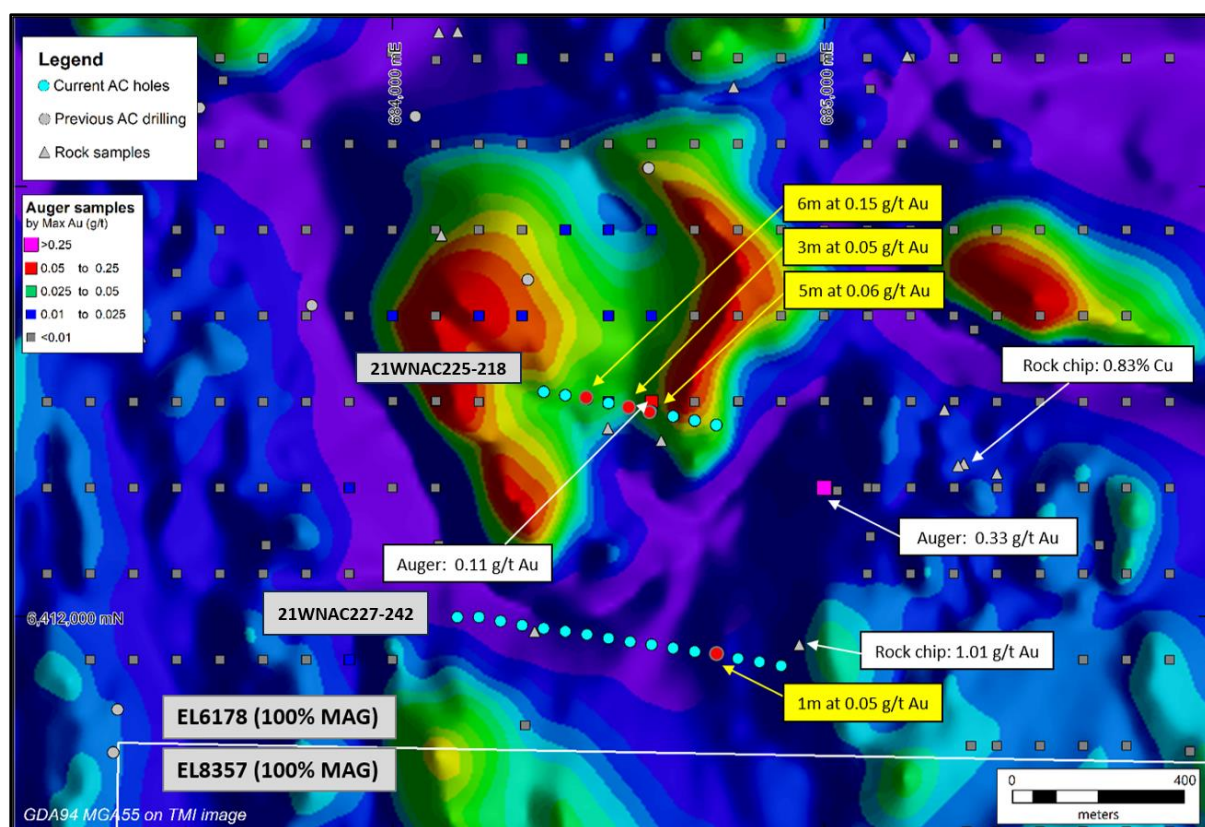 Legend
Current AC holes
Previous AC drilling
Rock samples
Auger samples
by Max Au (g/t)
>0.25
0.05 to 0.25
0.025 to 0.05
0.01 to 0.025
<0.01
684,000 mE
685,000 mE
6m at 0.15 g/t Au
3m at 0.05 g/t Au
5m at 0.06 g/t Au
21WNAC225-218
Rock chip: 0.83% Cu
Auger: 0.11 g/t Au
Auger: 0.33 g/t Au
21WNAC227-242
6,412,000 mN
Rock chip: 1.01 g/t Au
1m at 0.05 g/t Au
EL6178 (100% MAG)
EL8357 (100% MAG)
0 400
meters
GDA94 MGA55 on TMI image